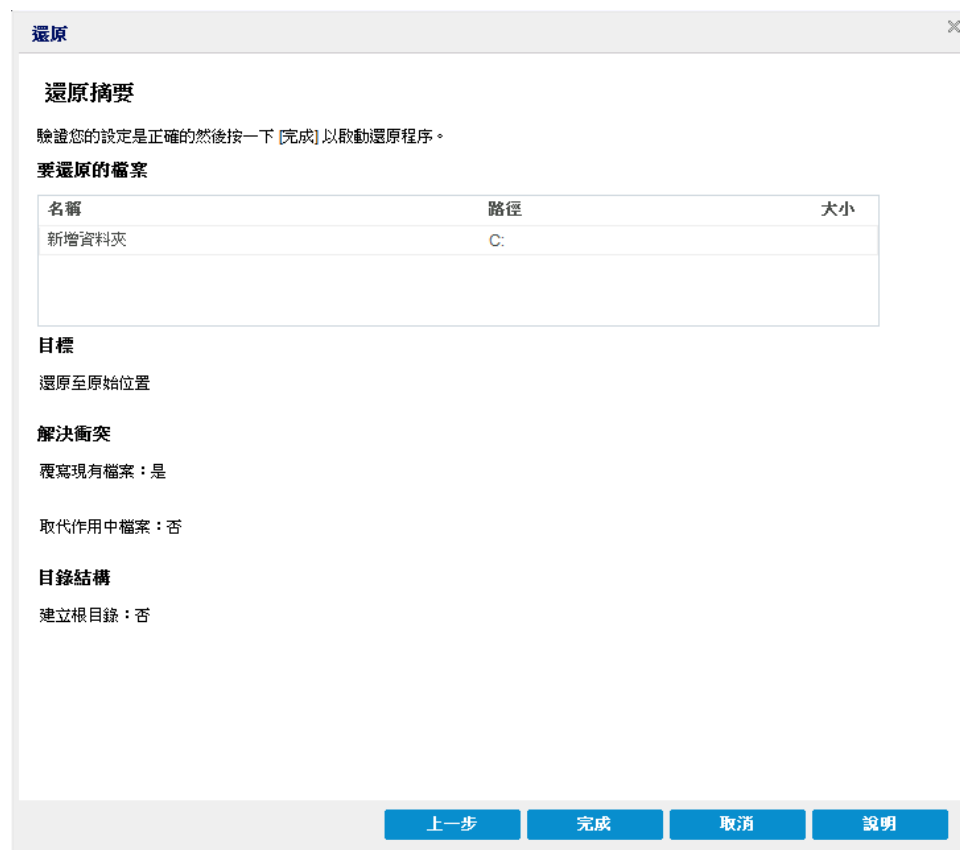 還原
還原摘要
驗證您的設定是正確的然後按一下 [完成] 以啟動還原程序。
要還原的檔案
名稱 路徑 大小
新增資料夾 C:
目標
還原至原始位置
解決衝突
覆寫現有檔案：是
取代作用中檔案：否
目錄結構
建立根目錄：否
上一步 完成 取消 說明